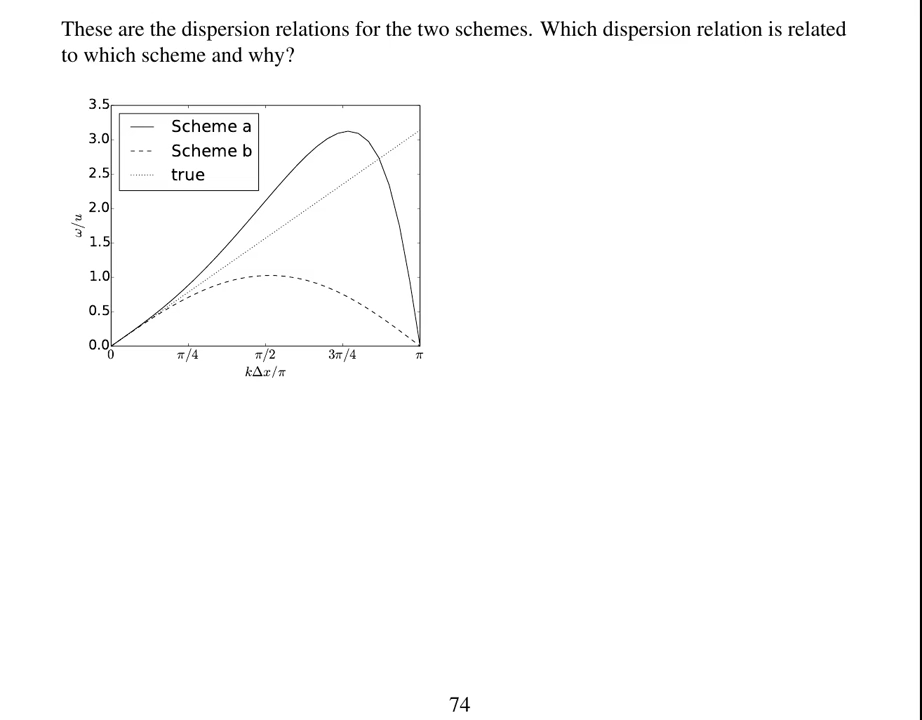 These are the dispersion relations for the two schemes. Which dispersion relation is related
to which scheme and why?
3.5
Scheme a
3.0
Scheme b
2.5
true
2.0
ω/u
1.5
1.0
0.5
0.0
0 π/4 π/2 3π/4 π
kΔx/π
74